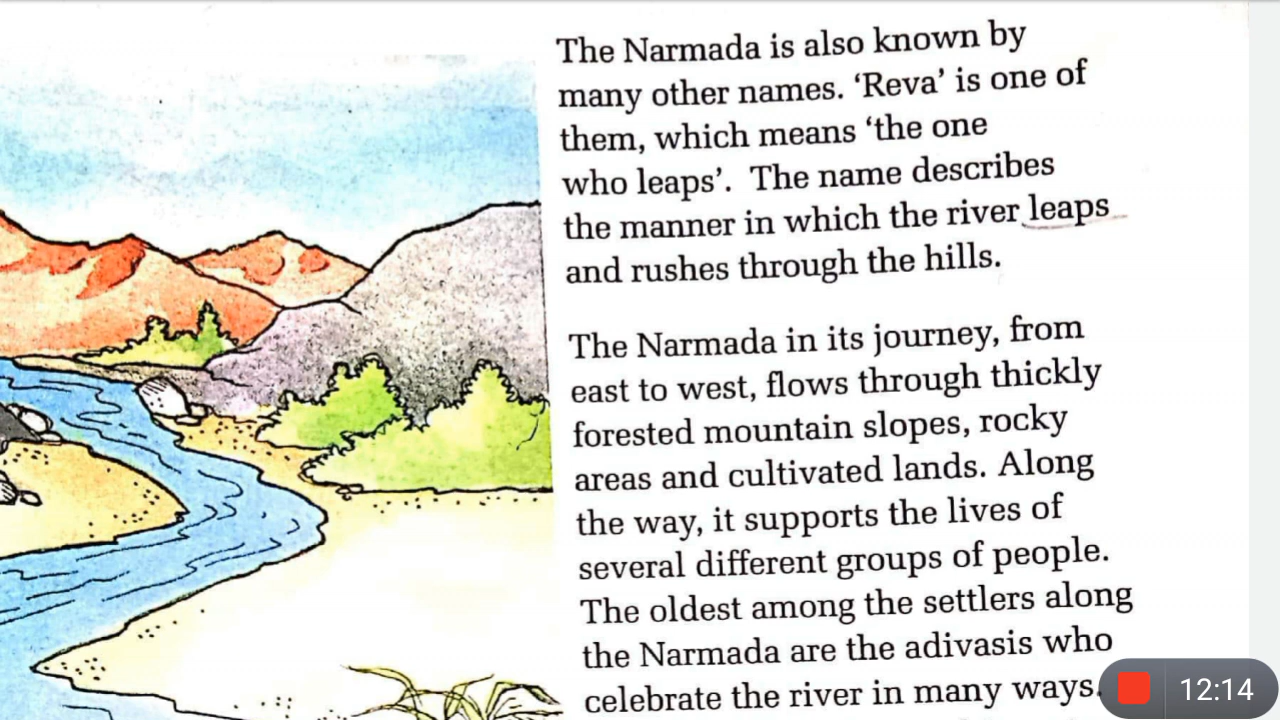 The Narmada is also known by
many other names. ‘Reva’ is one of
them, which means ‘the one
who leaps’. The name describes
the manner in which the river leaps
and rushes through the hills.
The Narmada in its journey, from
east to west, flows through thickly
forested mountain slopes, rocky
areas and cultivated lands. Along
the way, it supports the lives of
several different groups of people.
The oldest among the settlers along
the Narmada are the adivasis who
celebrate the river in many ways.
12:14